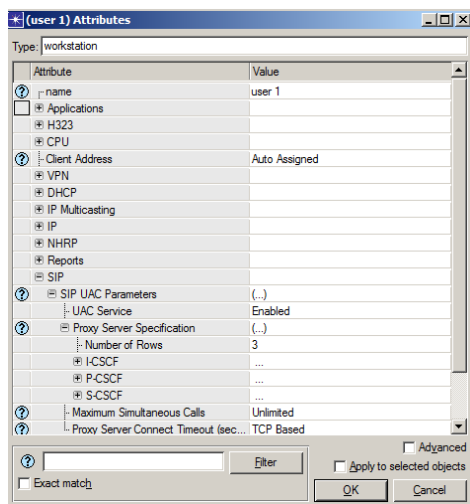 (user 1) Attributes
Type: workstation
Attribute Value
name user 1
Applications
H323
CPU
Client Address Auto Assigned
VPN
DHCP
IP Multicasting
IP
NHRP
Reports
SIP
SIP UAC Parameters (...)
UAC Service Enabled
Proxy Server Specification (...)
Number of Rows 3
I-CSCF ...
P-CSCF ...
S-CSCF ...
Maximum Simultaneous Calls Unlimited
Proxy Server Connect Timeout (sec... TCP Based
Advanced
Filter
Apply to selected objects
Exact match
OK Cancel